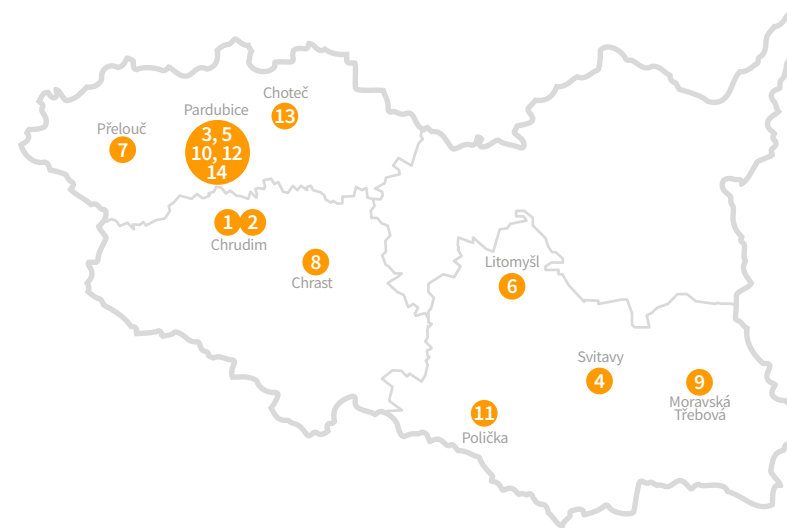 Choteč
13
Pardubice
3, 5
10, 12
14
Přelouč
7
1 2
Chrudim
8
Chrast
Litomyšl
6
Svitavy
4
9
Moravská
Třebová
11
Polička